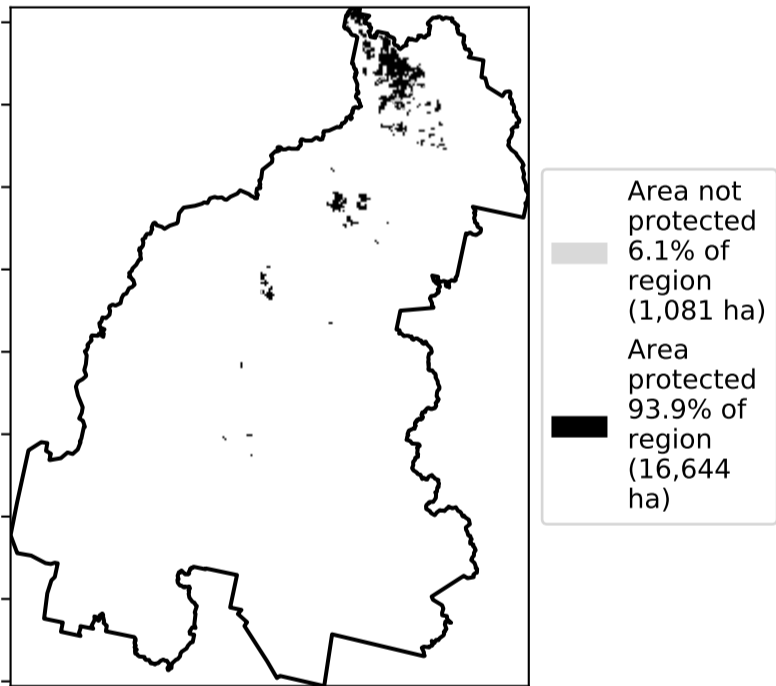 Area not
protected
6.1% of
region
(1,081 ha)
Area
protected
93.9% of
region
(16,644
ha)